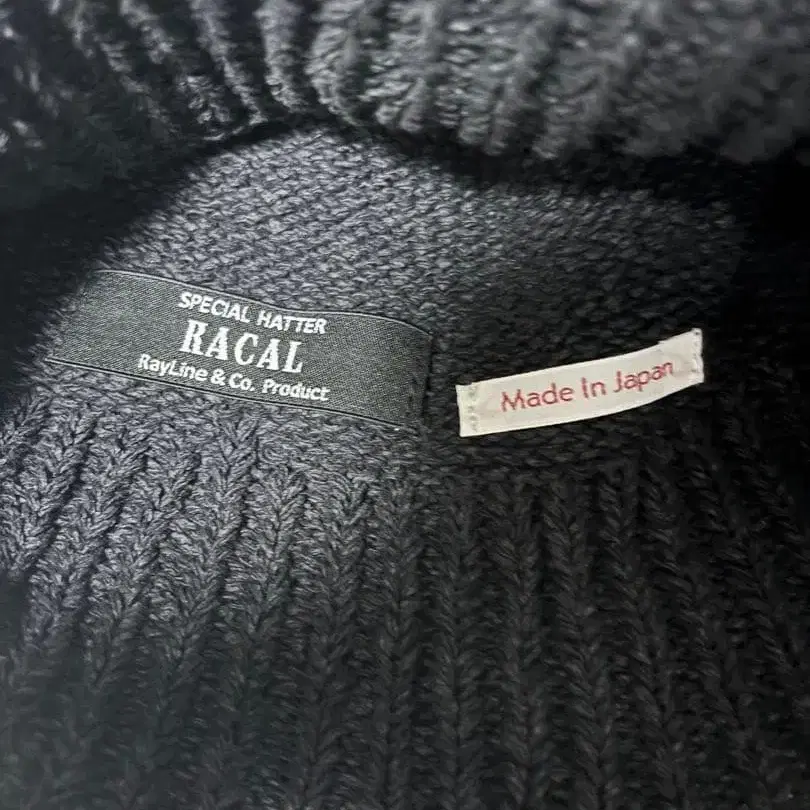 SPECIAL HATTER
RACAL
RayLine & Co. Product
Made In Japan